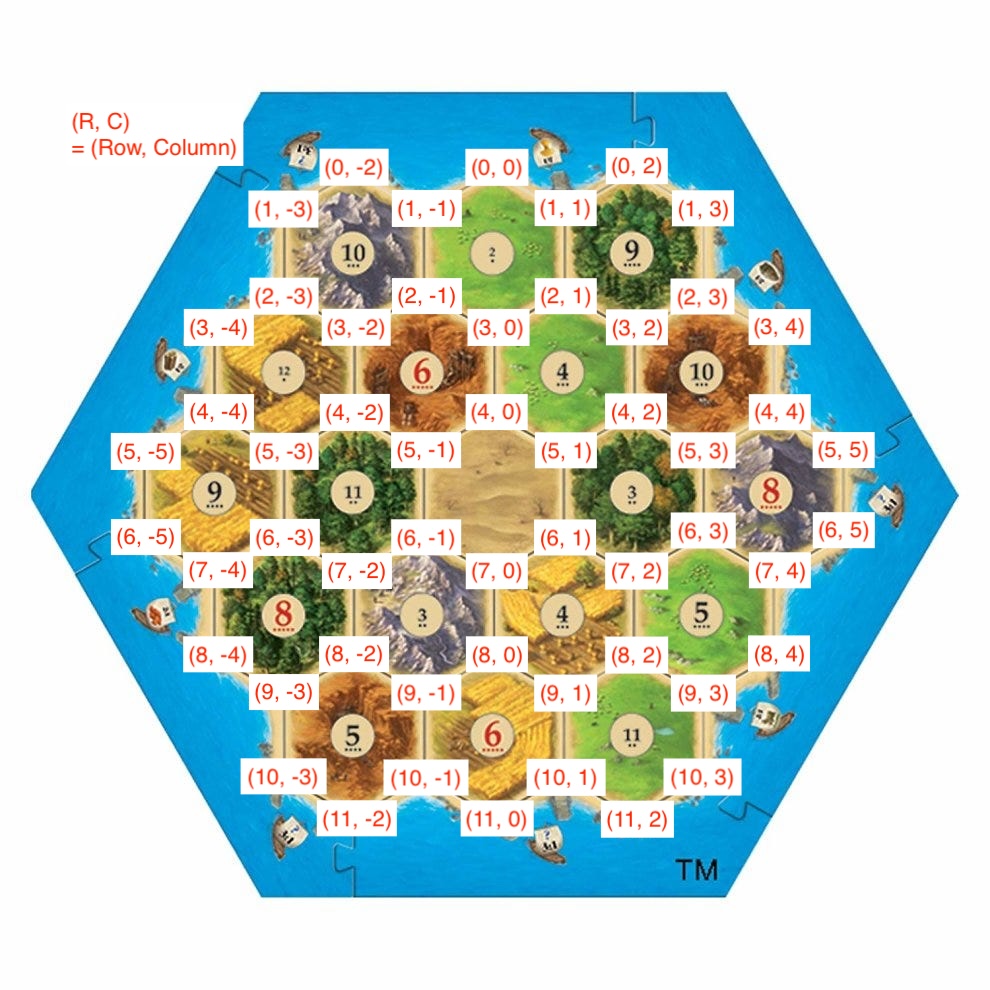 (R, C)
= (Row, Column)
(0, -2) (0, 0) (0, 2)
(1, -3) (1, -1) (1, 1) (1, 3)
10 2 9
(2, -3) (2, -1) (2, 1) (2, 3)
(3, -4) (3, -2) (3, 0) (3, 2) (3, 4)
12 6 4 10
(4, -4) (4, -2) (4, 0) (4, 2) (4, 4)
(5, -5) (5, -3) (5, -1) (5, 1) (5, 3) (5, 5)
9 11 3 8
(6, -5) (6, -3) (6, -1) (6, 1) (6, 3) (6, 5)
(7, -4) (7, -2) (7, 0) (7, 2) (7, 4)
8 3 4 5
(8, -4) (8, -2) (8, 0) (8, 2) (8, 4)
(9, -3) (9, -1) (9, 1) (9, 3)
5 6 11
(10, -3) (10, -1) (10, 1) (10, 3)
(11, -2) (11, 0) (11, 2)
TM